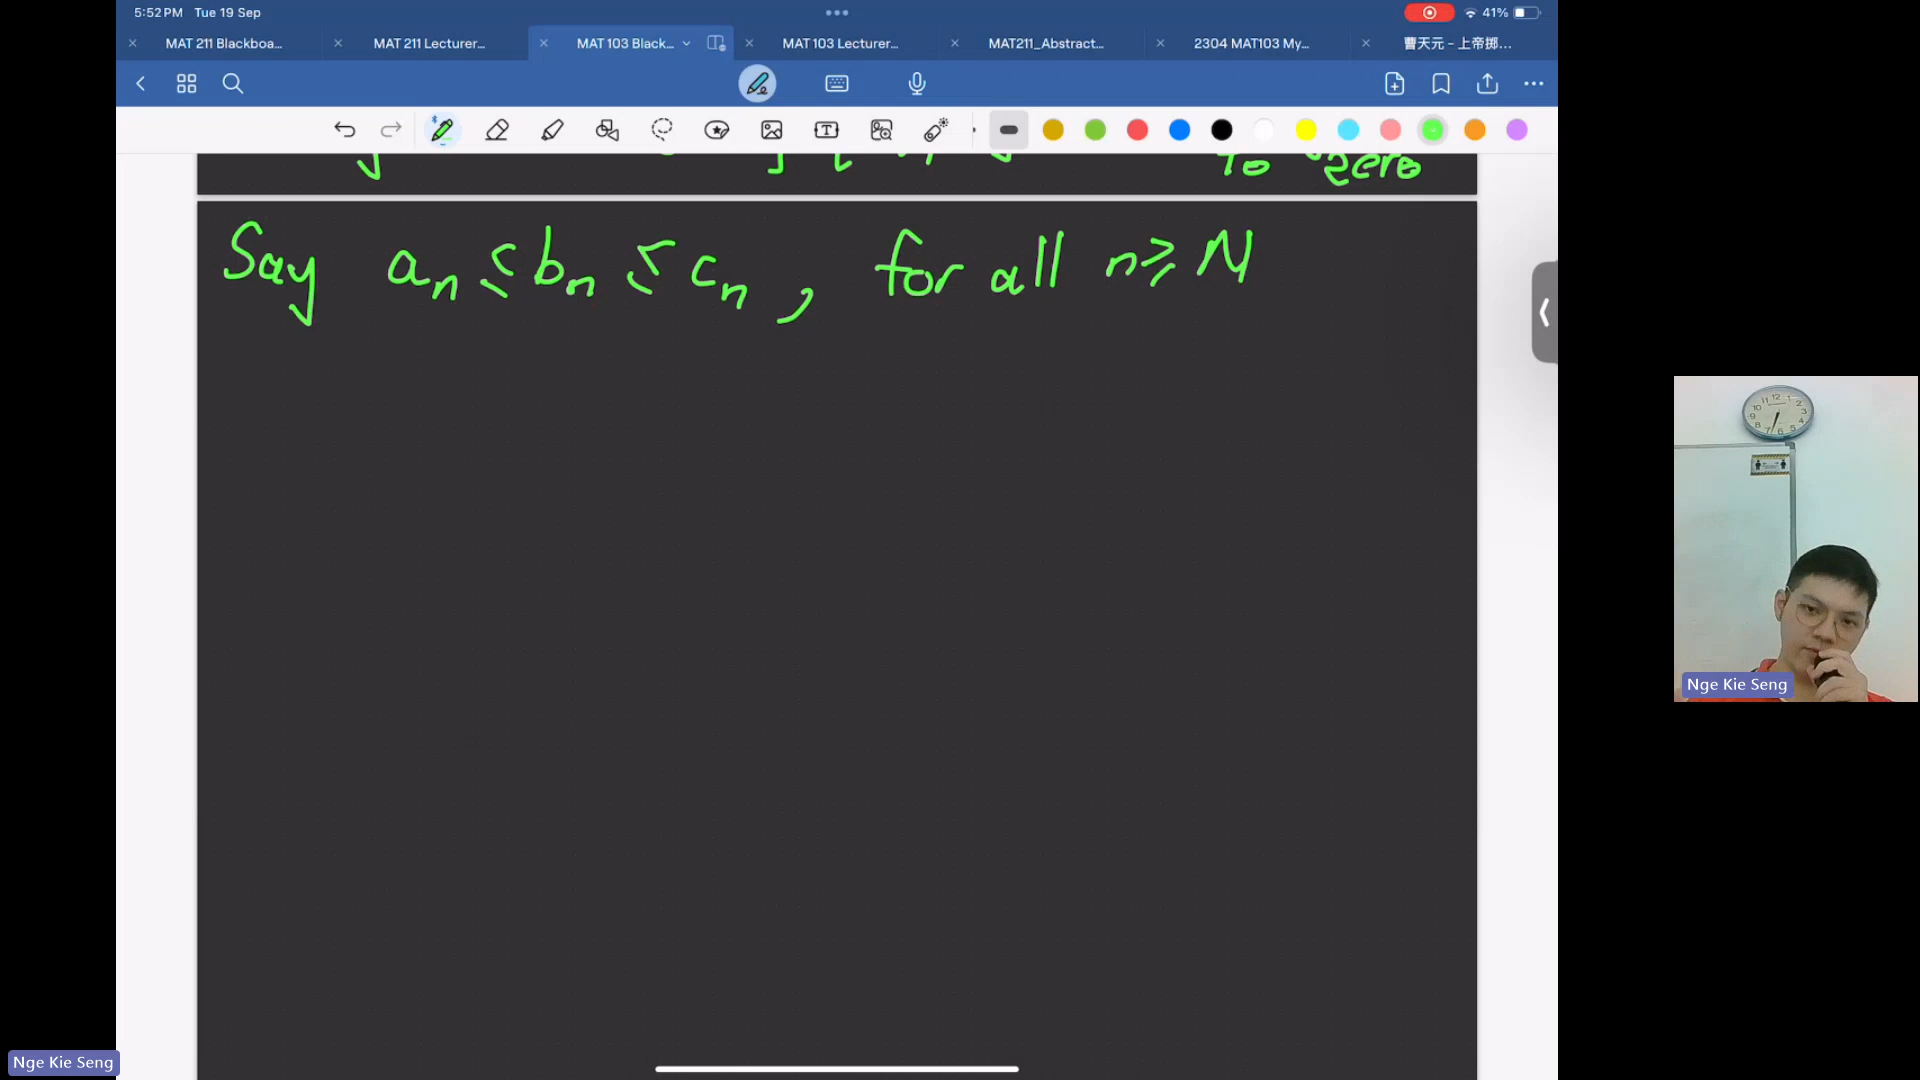 5:52 PM Tue 19 Sep
41%
MAT 211 Blackboa...
MAT 211 Lecturer...
MAT 103 Black...
MAT 103 Lecturer...
MAT211_Abstract...
2304 MAT103 My...
曹天元 - 上帝掷...
to zero
Say aₙ ≤ bₙ ≤ cₙ , for all n ≥ N
Nge Kie Seng
Nge Kie Seng